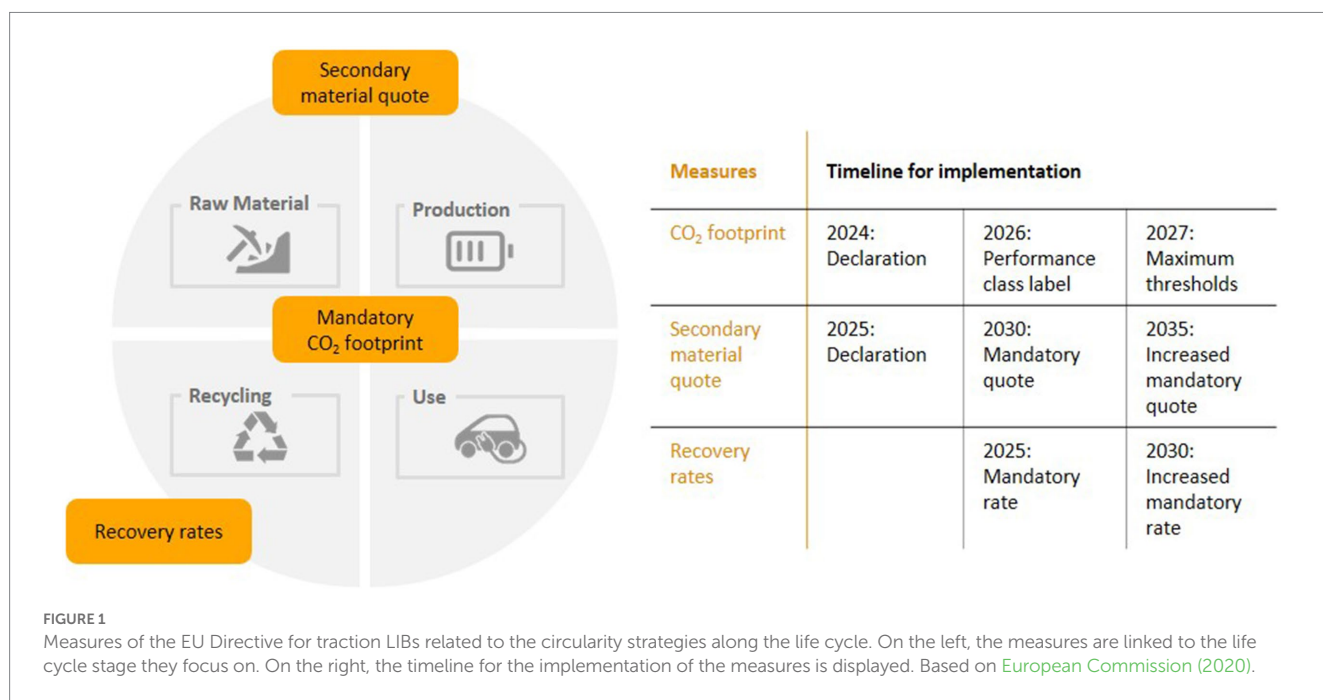 Secondary
material quote
Raw Material
Production
Mandatory
CO₂ footprint
Recycling
Use
Recovery rates
Measures
Timeline for implementation
CO₂ footprint
2024:
Declaration
2026:
Performance
class label
2027:
Maximum
thresholds
Secondary
material
quote
2025:
Declaration
2030:
Mandatory
quote
2035:
Increased
mandatory
quote
Recovery
rates
2025:
Mandatory
rate
2030:
Increased
mandatory
rate
FIGURE 1
Measures of the EU Directive for traction LIBs related to the circularity strategies along the life cycle. On the left, the measures are linked to the life
cycle stage they focus on. On the right, the timeline for the implementation of the measures is displayed. Based on European Commission (2020).